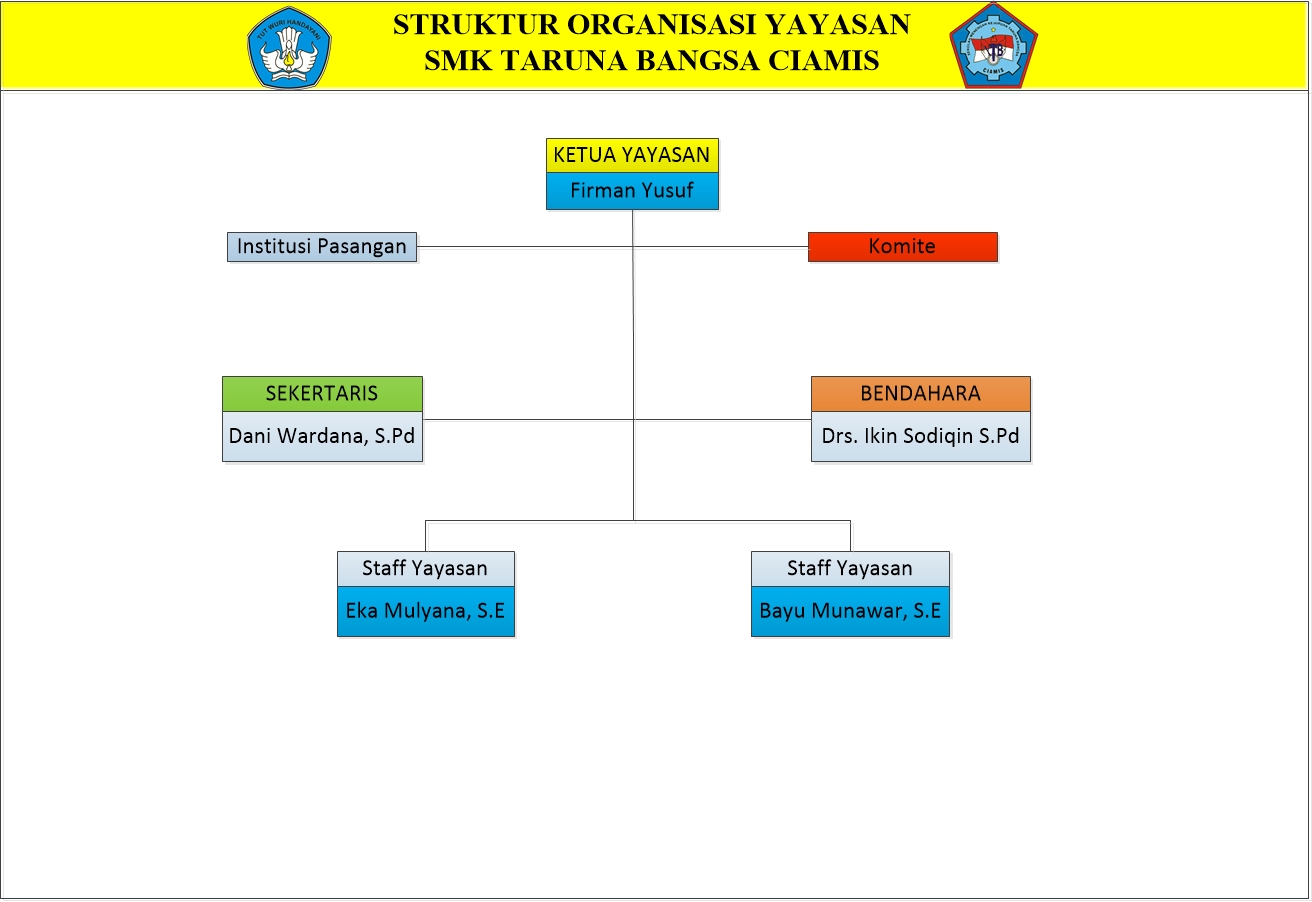 STRUKTUR ORGANISASI YAYASAN
SMK TARUNA BANGSA CIAMIS
TUT WURI HANDAYANI
CIAMIS
KETUA YAYASAN
Firman Yusuf
Institusi Pasangan
Komite
SEKERTARIS
Dani Wardana, S.Pd
BENDAHARA
Drs. Ikin Sodiqin S.Pd
Staff Yayasan
Eka Mulyana, S.E
Staff Yayasan
Bayu Munawar, S.E